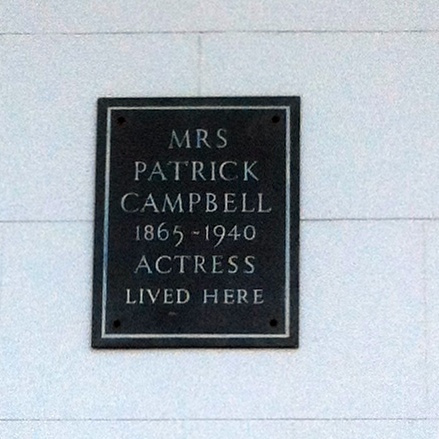 MRS
PATRICK
CAMPBELL
1865-1940
ACTRESS
LIVED HERE